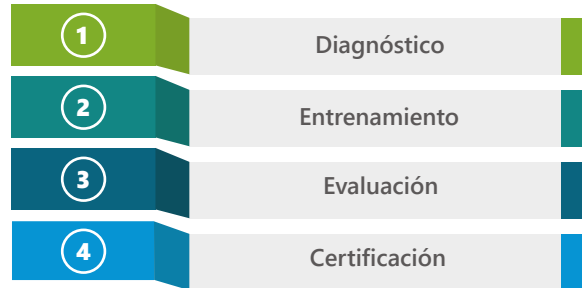 1 Diagnóstico
2 Entrenamiento
3 Evaluación
4 Certificación